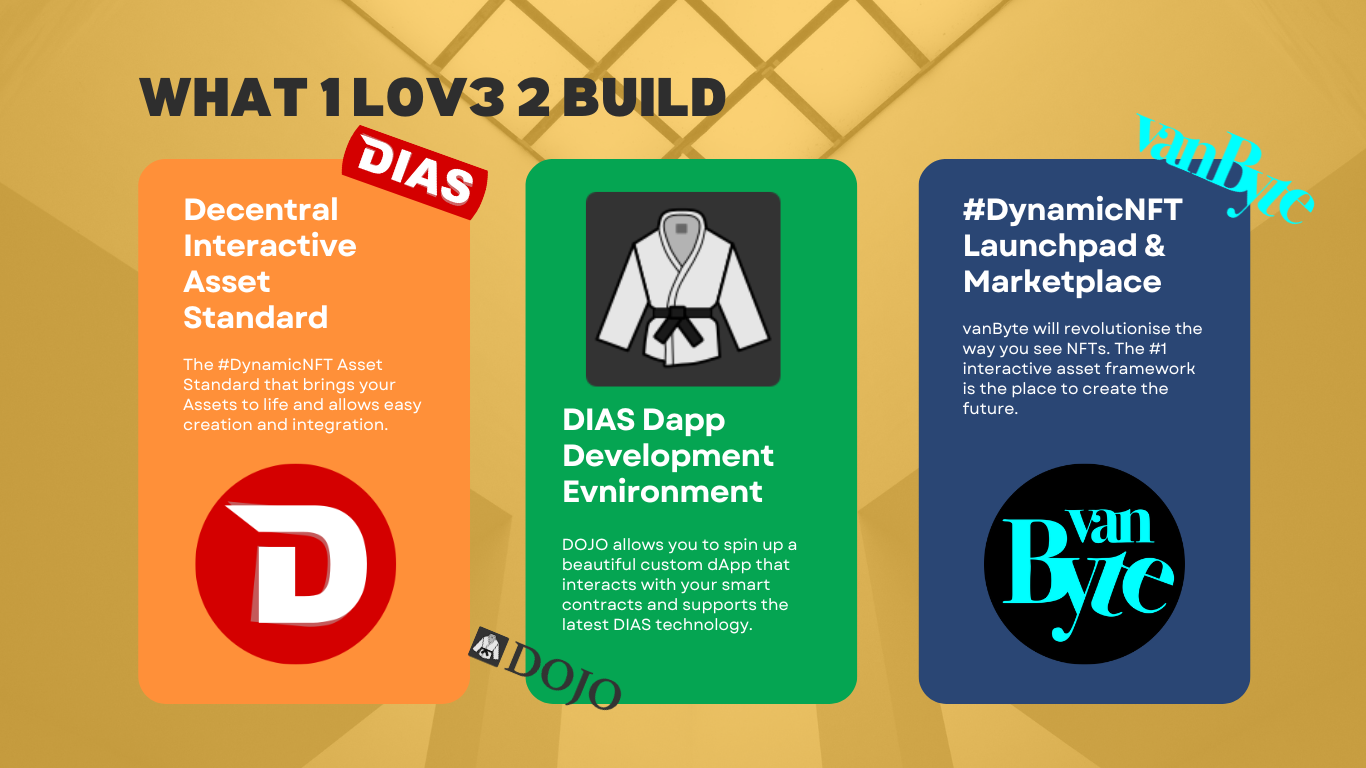 WHAT 1 LOV3 2 BUILD
DIAS
Decentral
Interactive
Asset
Standard
The #DynamicNFT Asset
Standard that brings your
Assets to life and allows easy
creation and integration.
D
DIAS Dapp
Development
Evnironment
DOJO allows you to spin up a
beautiful custom dApp that
interacts with your smart
contracts and supports the
latest DIAS technology.
DOJO
vanByte
#DynamicNFT
Launchpad &
Marketplace
vanByte will revolutionise the
way you see NFTs. The #1
interactive asset framework
is the place to create the
future.
van
Byte